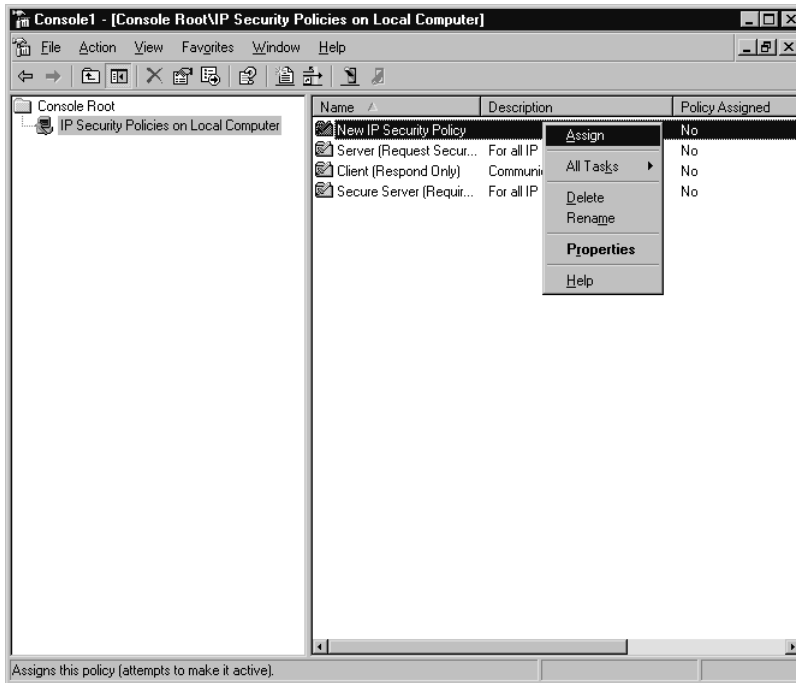 Console1 - [Console Root\IP Security Policies on Local Computer]
File Action View Favorites Window Help
Console Root
IP Security Policies on Local Computer
Name Description Policy Assigned
New IP Security Policy No
Server (Request Secur... For all IP No
Client (Respond Only) Communi No
Secure Server (Requir... For all IP No
Assign
All Tasks
Delete
Rename
Properties
Help
Assigns this policy (attempts to make it active).